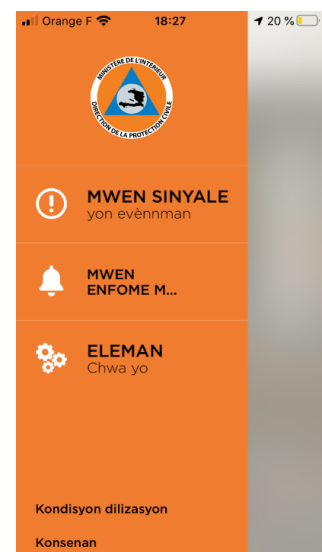 Orange F 18:27 20 %
MINISTÈRE DE L'INTERIEUR
DIRECTION DE LA PROTECTION CIVILE
MWEN SINYALE
yon evènnman
MWEN
ENFOME M...
ELEMAN
Chwa yo
Kondisyon dilizasyon
Konsenan